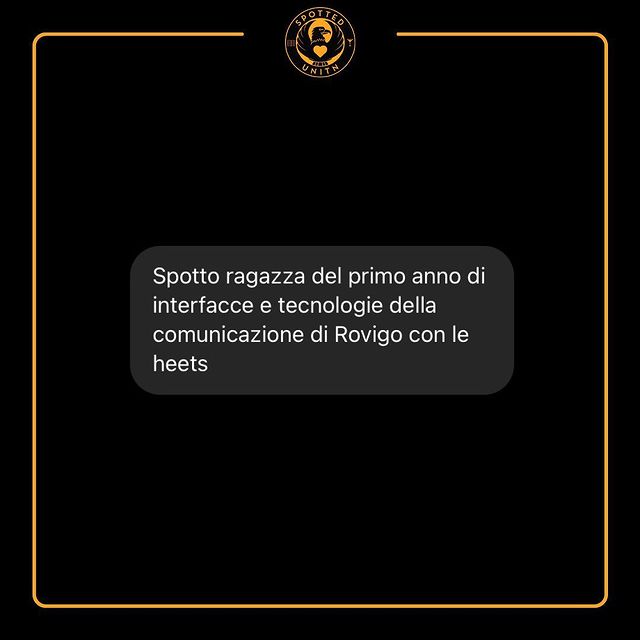 SPOTTED
UNITN
Spotto ragazza del primo anno di
interfacce e tecnologie della
comunicazione di Rovigo con le
heets